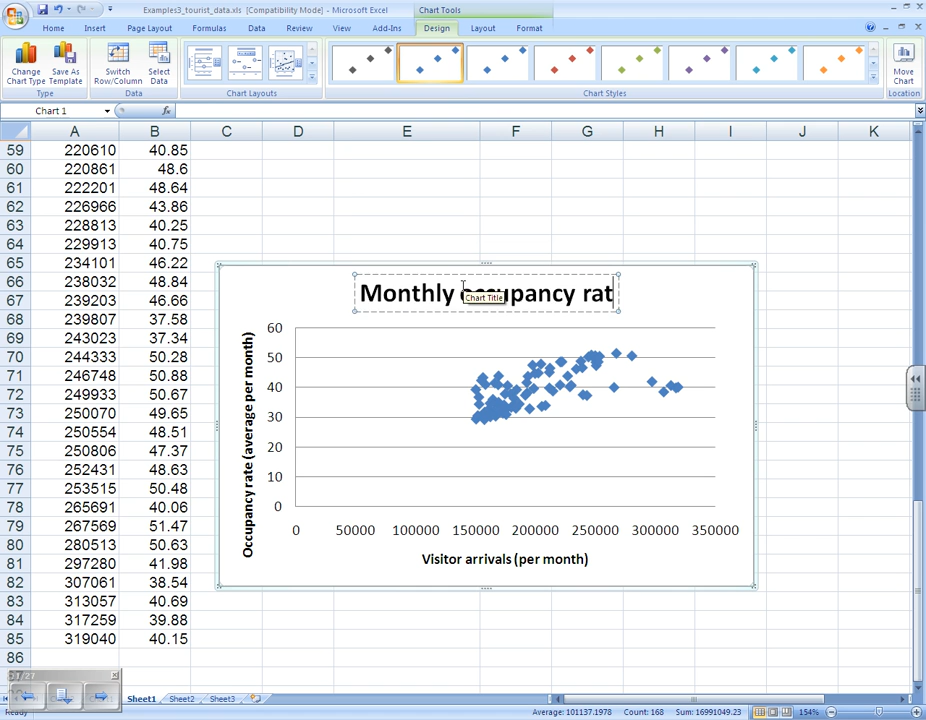 Examples3_tourist_data.xls [Compatibility Mode] - Microsoft Excel
Chart Tools
Home Insert Page Layout Formulas Data Review View Add-Ins Design Layout Format
Change Chart Type
Save As Template
Switch Row/Column
Select Data
Move Chart
Type Data Chart Layouts Chart Styles Location
Chart 1 fx
A B C D E F G H I J K
59 220610 40.85
60 220861 48.6
61 222201 48.64
62 226966 43.86
63 228813 40.25
64 229913 40.75
65 234101 46.22
66 238032 48.84
67 239203 46.66
68 239807 37.58
69 243023 37.34
70 244333 50.28
71 246748 50.88
72 249933 50.67
73 250070 49.65
74 250554 48.51
75 250806 47.37
76 252431 48.63
77 253515 50.48
78 265691 40.06
79 267569 51.47
80 280513 50.63
81 297280 41.98
82 307061 38.54
83 313057 40.69
84 317259 39.88
85 319040 40.15
86
Monthly occupancy rat
Chart Title
60
50
40
30
20
10
0
0 50000 100000 150000 200000 250000 300000 350000
Occupancy rate (average per month)
Visitor arrivals (per month)
Sheet1 Sheet2 Sheet3
Ready
Average: 101137.1978 Count: 168 Sum: 16991049.23 154%